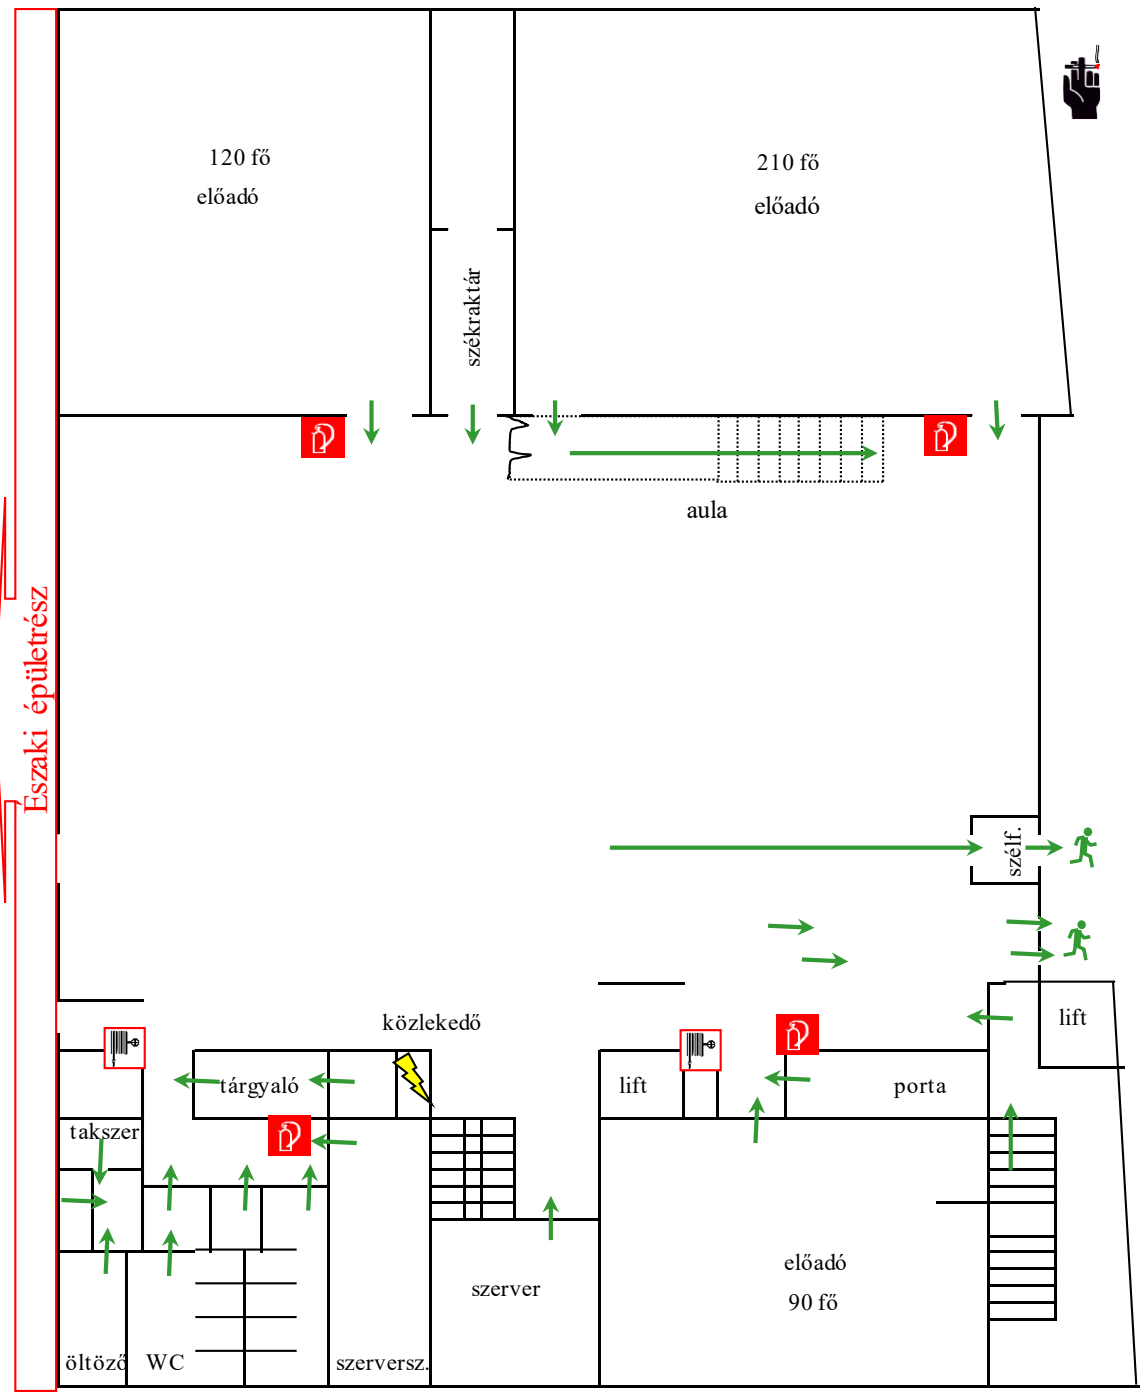 120 fő
előadó
210 fő
előadó
székraktár
aula
Északi épületrész
szélf.
közlekedő
lift
tárgyaló
lift
porta
takszer
előadó
90 fő
szerver
öltöző
WC
szerversz.